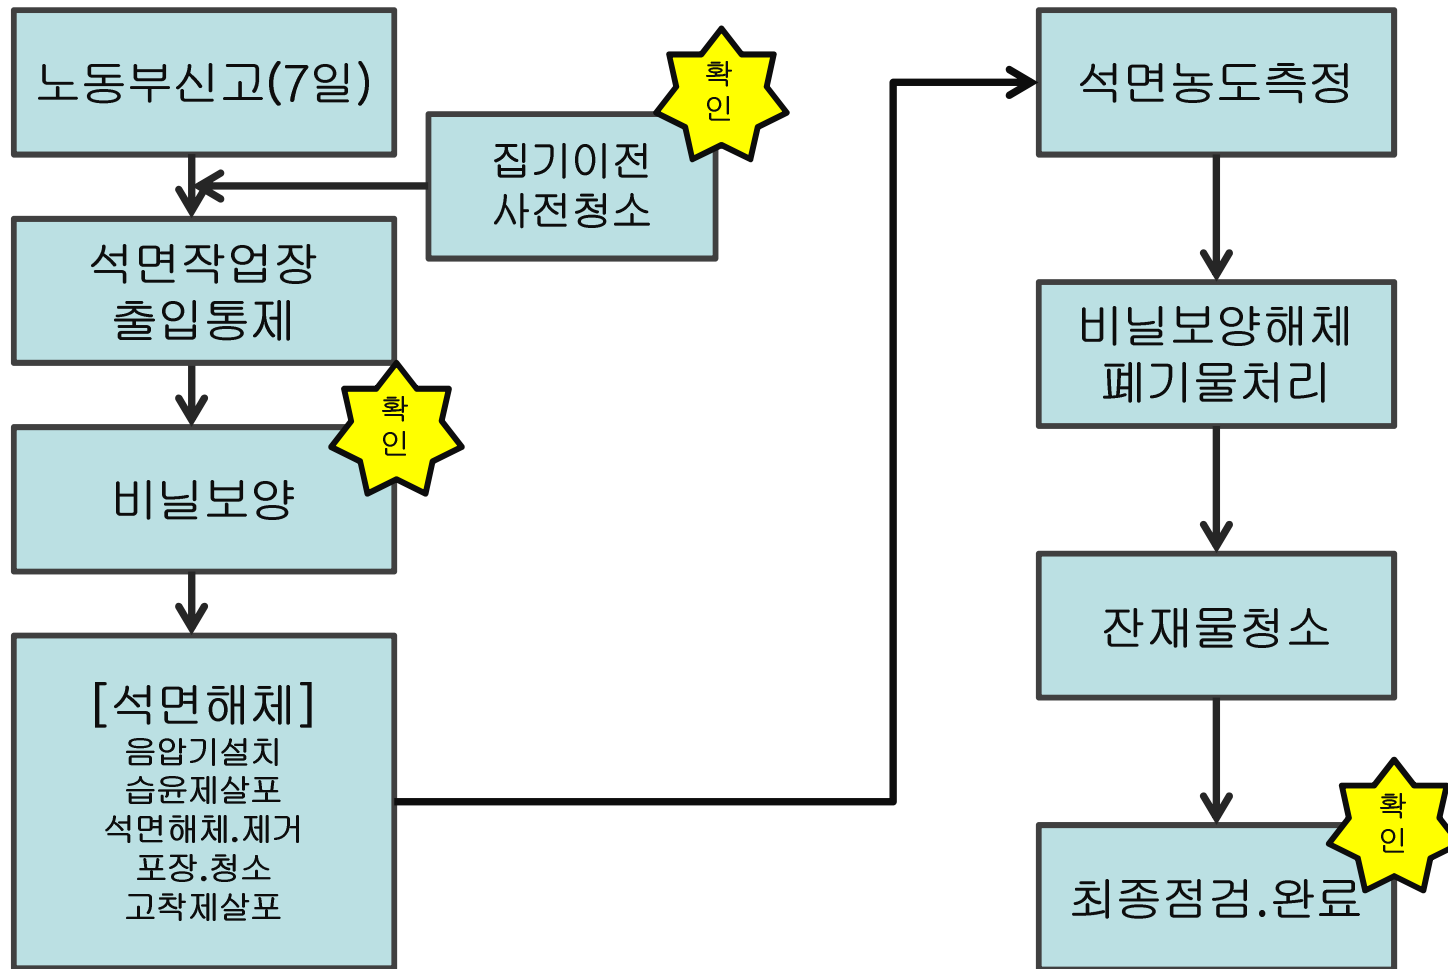 노동부신고(7일)
확
인
집기이전
사전청소
석면작업장
출입통제
확
인
비닐보양
[석면해체]
음압기설치
습윤제살포
석면해체.제거
포장.청소
고착제살포
석면농도측정
비닐보양해체
폐기물처리
잔재물청소
확
인
최종점검.완료